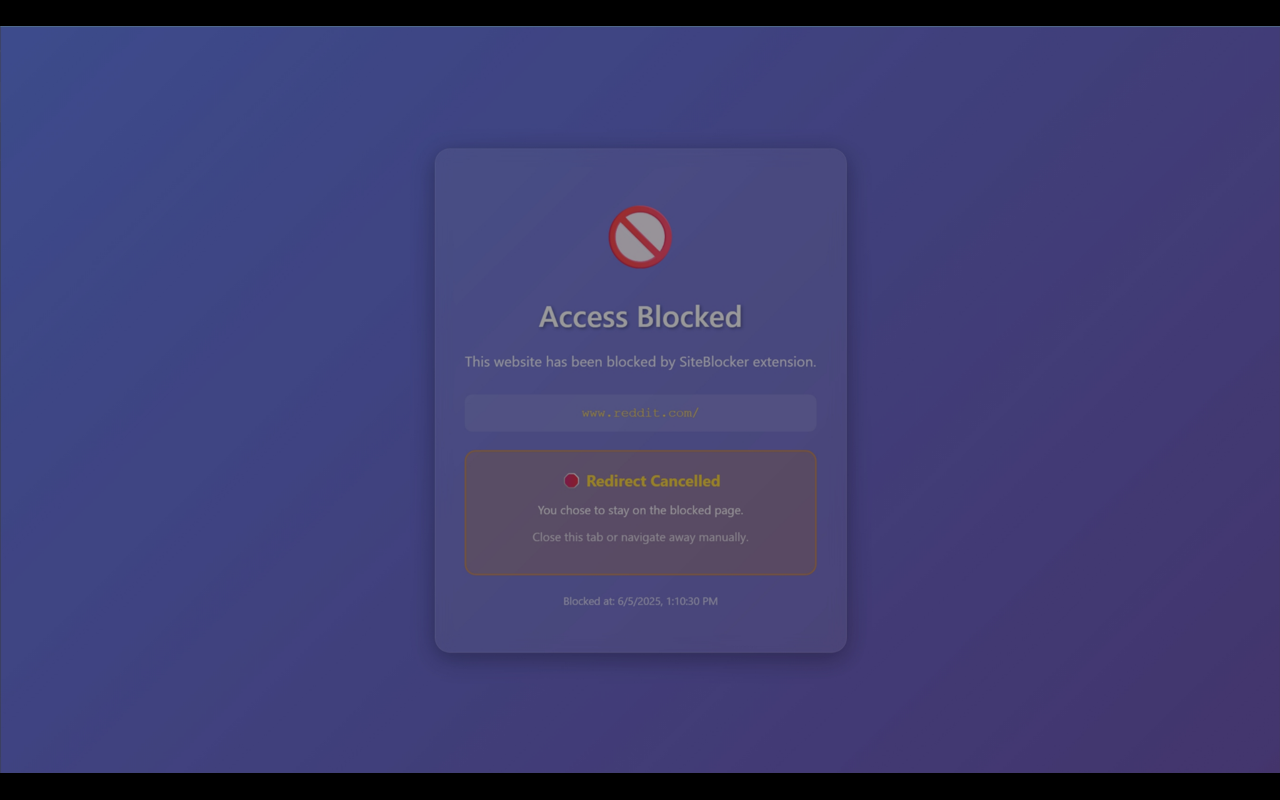 Access Blocked
This website has been blocked by SiteBlocker extension.
www.reddit.com/
Redirect Cancelled
You chose to stay on the blocked page.
Close this tab or navigate away manually.
Blocked at: 6/5/2025, 1:10:30 PM